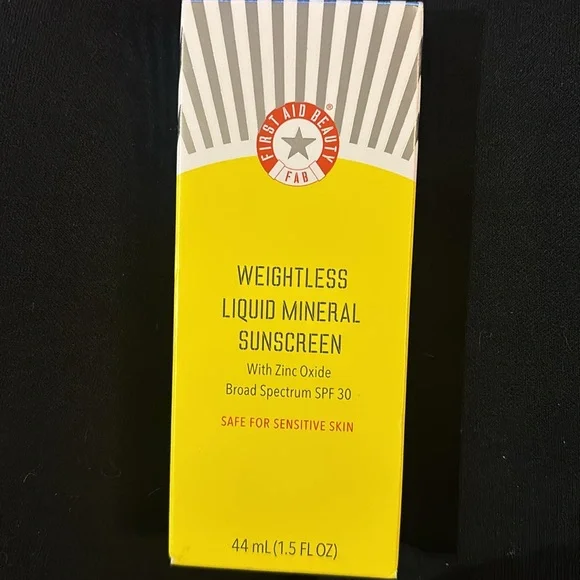 FIRST AID BEAUTY
®
FAB
WEIGHTLESS
LIQUID MINERAL
SUNSCREEN
With Zinc Oxide
Broad Spectrum SPF 30
SAFE FOR SENSITIVE SKIN
44 mL (1.5 FL OZ)